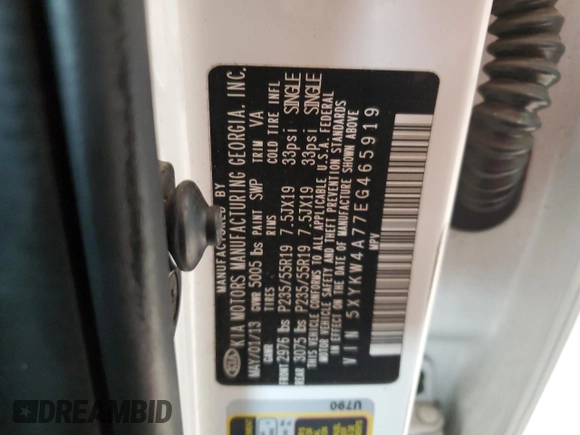 MANUFACTURED BY
KIA MOTORS MANUFACTURING GEORGIA, INC.
MAY/01/13 GVWR 5005 lbs PAINT SWP TRIM VA
GAWR TIRES RIMS COLD TIRE INFL
FRONT 2976 lbs P235/55R19 7.5JX19 33psi SINGLE
REAR 3075 lbs P235/55R19 7.5JX19 33psi SINGLE
THIS VEHICLE CONFORMS TO ALL APPLICABLE U.S.A. FEDERAL
MOTOR VEHICLE SAFETY AND THEFT PREVENTION STANDARDS
IN EFFECT ON THE DATE OF MANUFACTURE SHOWN ABOVE
VIN 5XYKW4A77EG465919
MPV
KIA
U790
DREAMBID